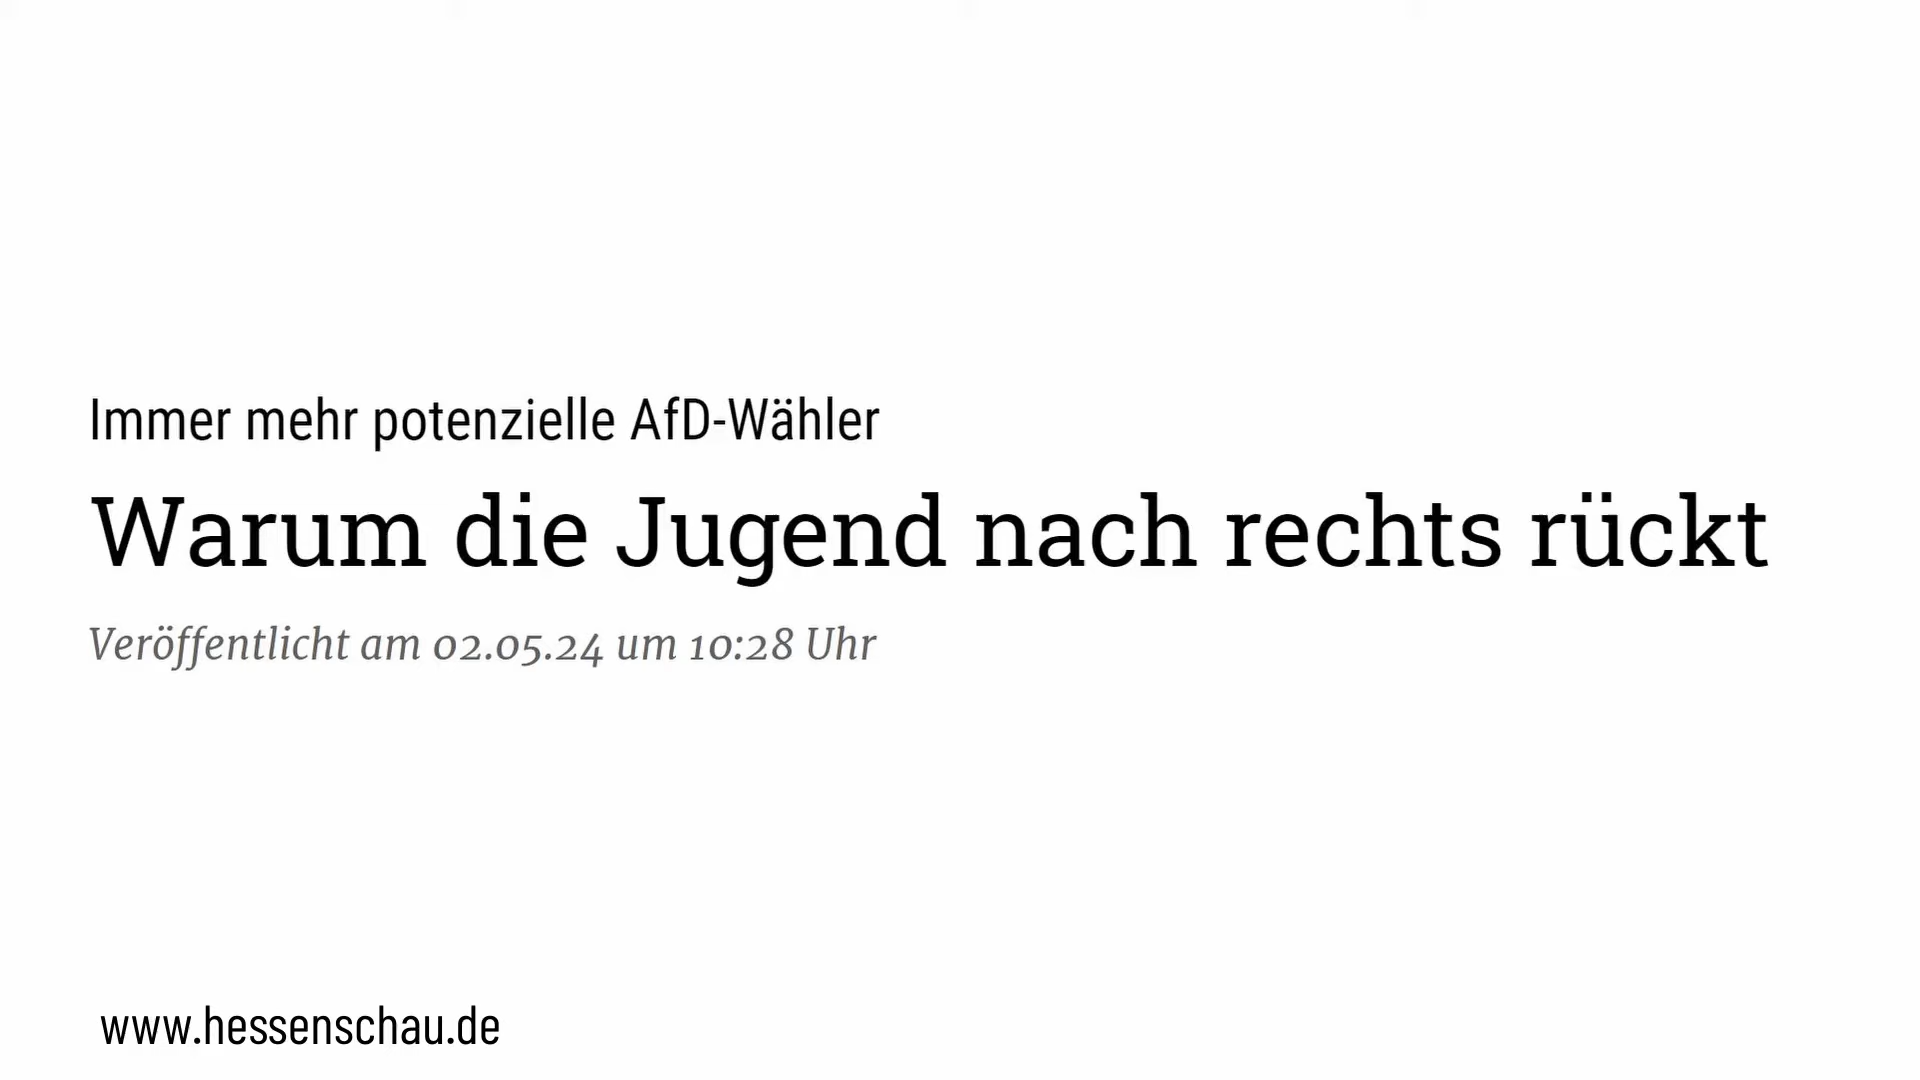 Immer mehr potenzielle AfD-Wähler
Warum die Jugend nach rechts rückt
Veröffentlicht am 02.05.24 um 10:28 Uhr
www.hessenschau.de